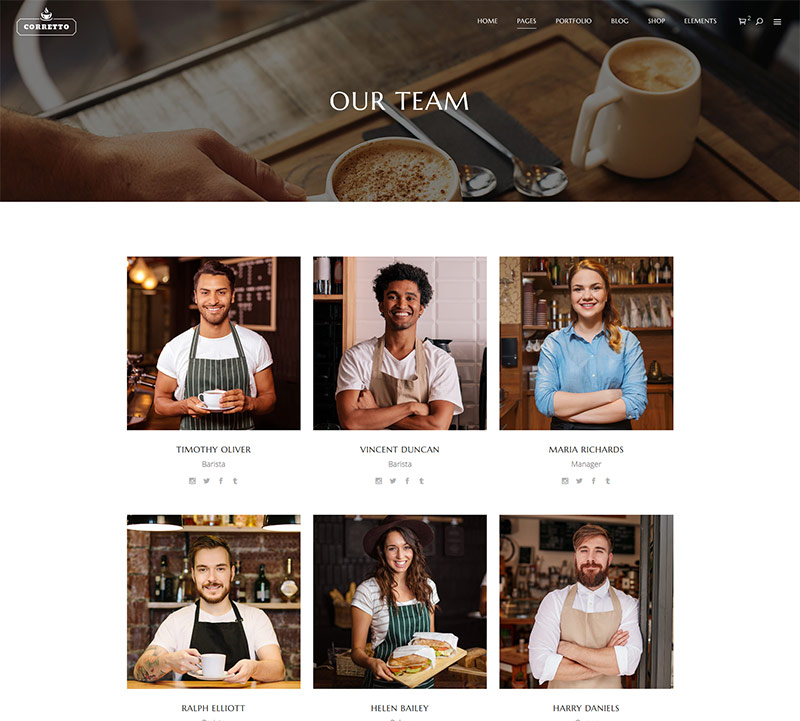 CORRETTO
HOME PAGES PORTFOLIO BLOG SHOP ELEMENTS 2
OUR TEAM
TIMOTHY OLIVER
Barista
VINCENT DUNCAN
Barista
MARIA RICHARDS
Manager
RALPH ELLIOTT
HELEN BAILEY
HARRY DANIELS